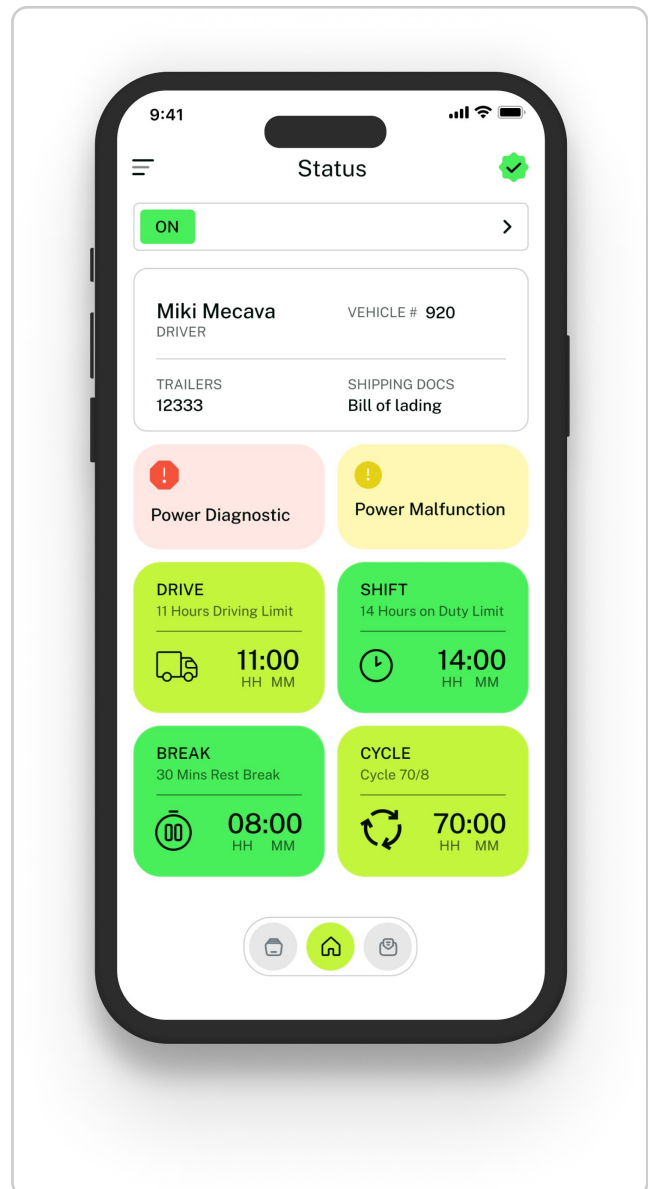 9:41
Status
ON
Miki Mecava
DRIVER
VEHICLE # 920
TRAILERS
12333
SHIPPING DOCS
Bill of lading
Power Diagnostic
Power Malfunction
DRIVE
11 Hours Driving Limit
11:00
HH MM
SHIFT
14 Hours on Duty Limit
14:00
HH MM
BREAK
30 Mins Rest Break
08:00
HH MM
CYCLE
Cycle 70/8
70:00
HH MM